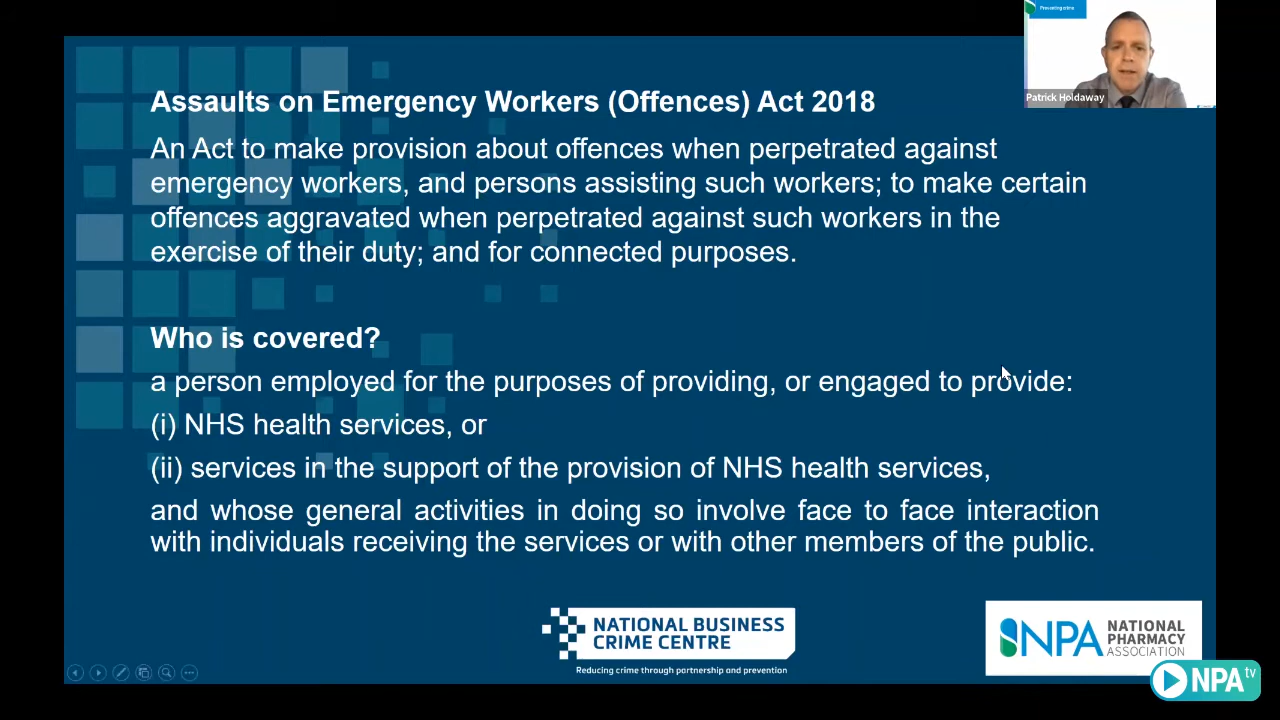 Preventing crime
Patrick Holdaway
Assaults on Emergency Workers (Offences) Act 2018
An Act to make provision about offences when perpetrated against
emergency workers, and persons assisting such workers; to make certain
offences aggravated when perpetrated against such workers in the
exercise of their duty; and for connected purposes.
Who is covered?
a person employed for the purposes of providing, or engaged to provide:
(i) NHS health services, or
(ii) services in the support of the provision of NHS health services,
and whose general activities in doing so involve face to face interaction
with individuals receiving the services or with other members of the public.
NATIONAL BUSINESS
CRIME CENTRE
Reducing crime through partnership and prevention
NPA NATIONAL
PHARMACY
ASSOCIATION
NPA tv